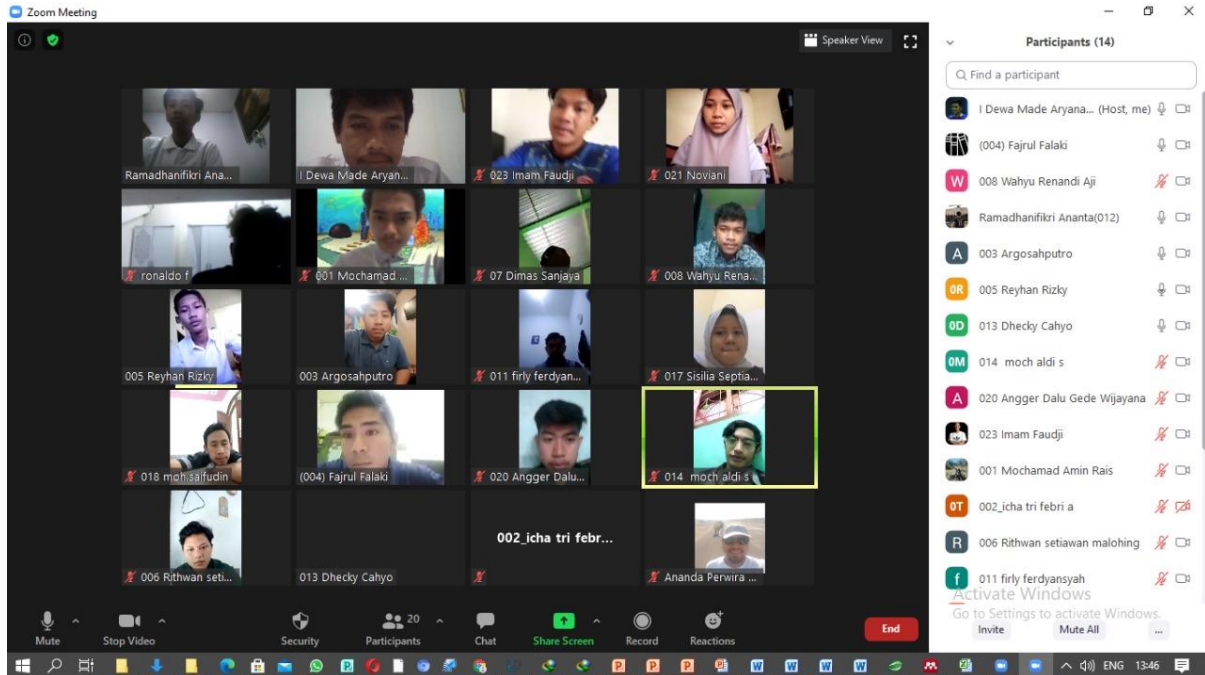 Zoom Meeting
Speaker View
Ramadhanifikri Ana...
I Dewa Made Aryan...
023 Imam Faudji
021 Noviani
ronaldo f
001 Mochamad ...
07 Dimas Sanjaya
008 Wahyu Rena...
005 Reyhan Rizky
003 Argosahputro
011 firly ferdyan...
017 Sisilia Septia...
018 moh saifudin
(004) Fajrul Falaki
020 Angger Dalu...
014 moch aldi s
006 Rithwan seti...
013 Dhecky Cahyo
002_icha tri febr...
Ananda Perwira ...
Mute
Stop Video
Security
20
Participants
Chat
Share Screen
Record
Reactions
End
Participants (14)
Find a participant
I Dewa Made Aryana... (Host, me)
(004) Fajrul Falaki
W 008 Wahyu Renandi Aji
Ramadhanifikri Ananta(012)
A 003 Argosahputro
0R 005 Reyhan Rizky
0D 013 Dhecky Cahyo
0M 014 moch aldi s
A 020 Angger Dalu Gede Wijayana
023 Imam Faudji
001 Mochamad Amin Rais
0T 002_icha tri febri a
R 006 Rithwan setiawan malohing
f 011 firly ferdyansyah
Activate Windows
Go to Settings to activate Windows.
Invite
Mute All
...
ENG
13:46